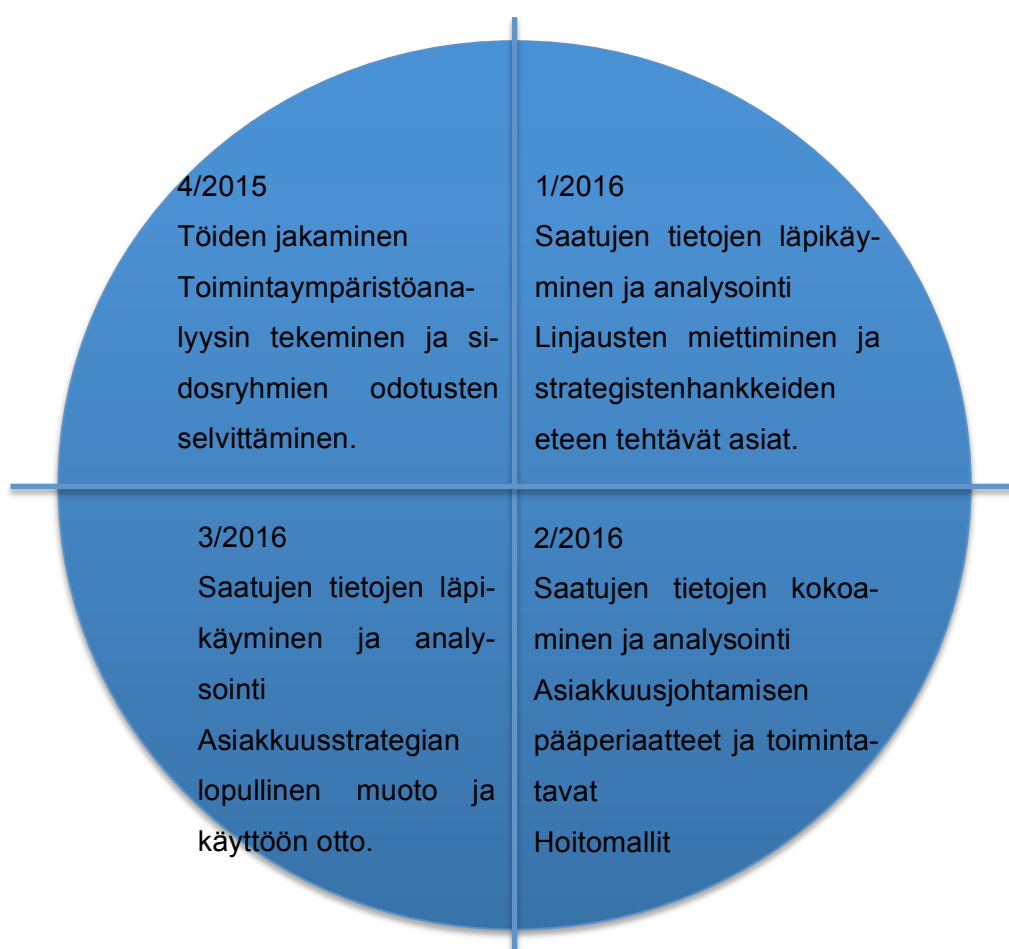 4/2015
Töiden jakaminen
Toimintaympäristöana-
lyysin tekeminen ja si-
dosryhmien odotusten
selvittäminen.
1/2016
Saatujen tietojen läpikäy-
minen ja analysointi
Linjausten miettiminen ja
strategistenhankkeiden
eteen tehtävät asiat.
3/2016
Saatujen tietojen läpi-
käyminen ja analy-
sointi
Asiakkuusstrategian
lopullinen muoto ja
käyttöön otto.
2/2016
Saatujen tietojen kokoa-
minen ja analysointi
Asiakkuusjohtamisen
pääperiaatteet ja toiminta-
tavat
Hoitomallit